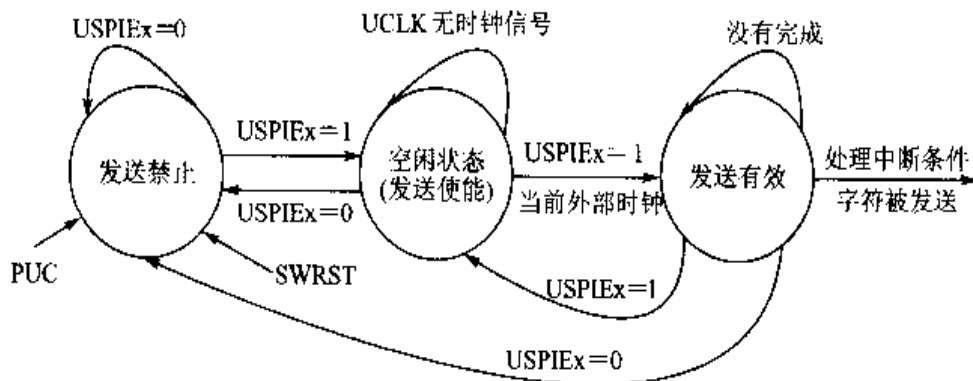 USPIEx=0
UCLK 无时钟信号
没有完成
USPIEx=1
发送禁止
空闲状态
(发送使能)
USPIEx=1
当前外部时钟
发送有效
处理中断条件
字符被发送
USPIEx=0
PUC
SWRST
USPIEx=1
USPIEx=0